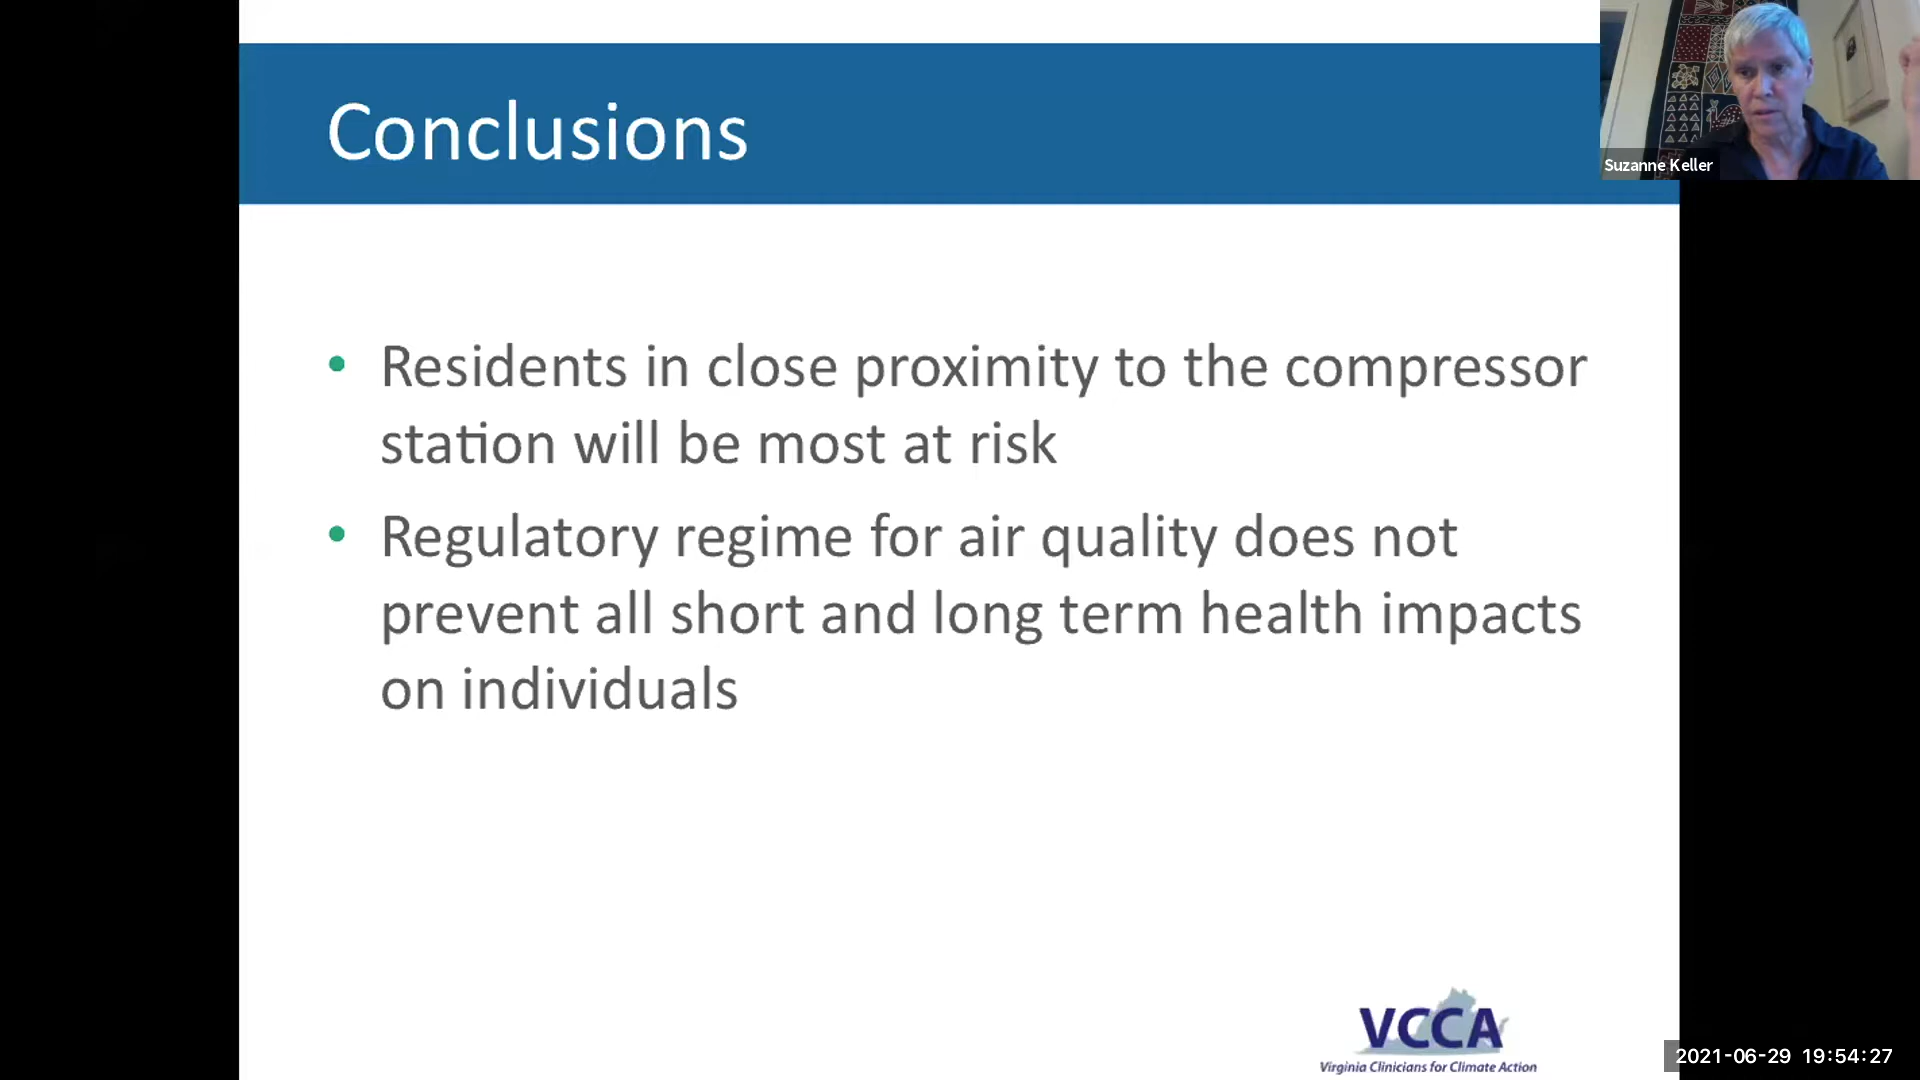 Conclusions
Suzanne Keller
• Residents in close proximity to the compressor
station will be most at risk
• Regulatory regime for air quality does not
prevent all short and long term health impacts
on individuals
VCCA
Virginia Clinicians for Climate Action
2021-06-29 19:54:27